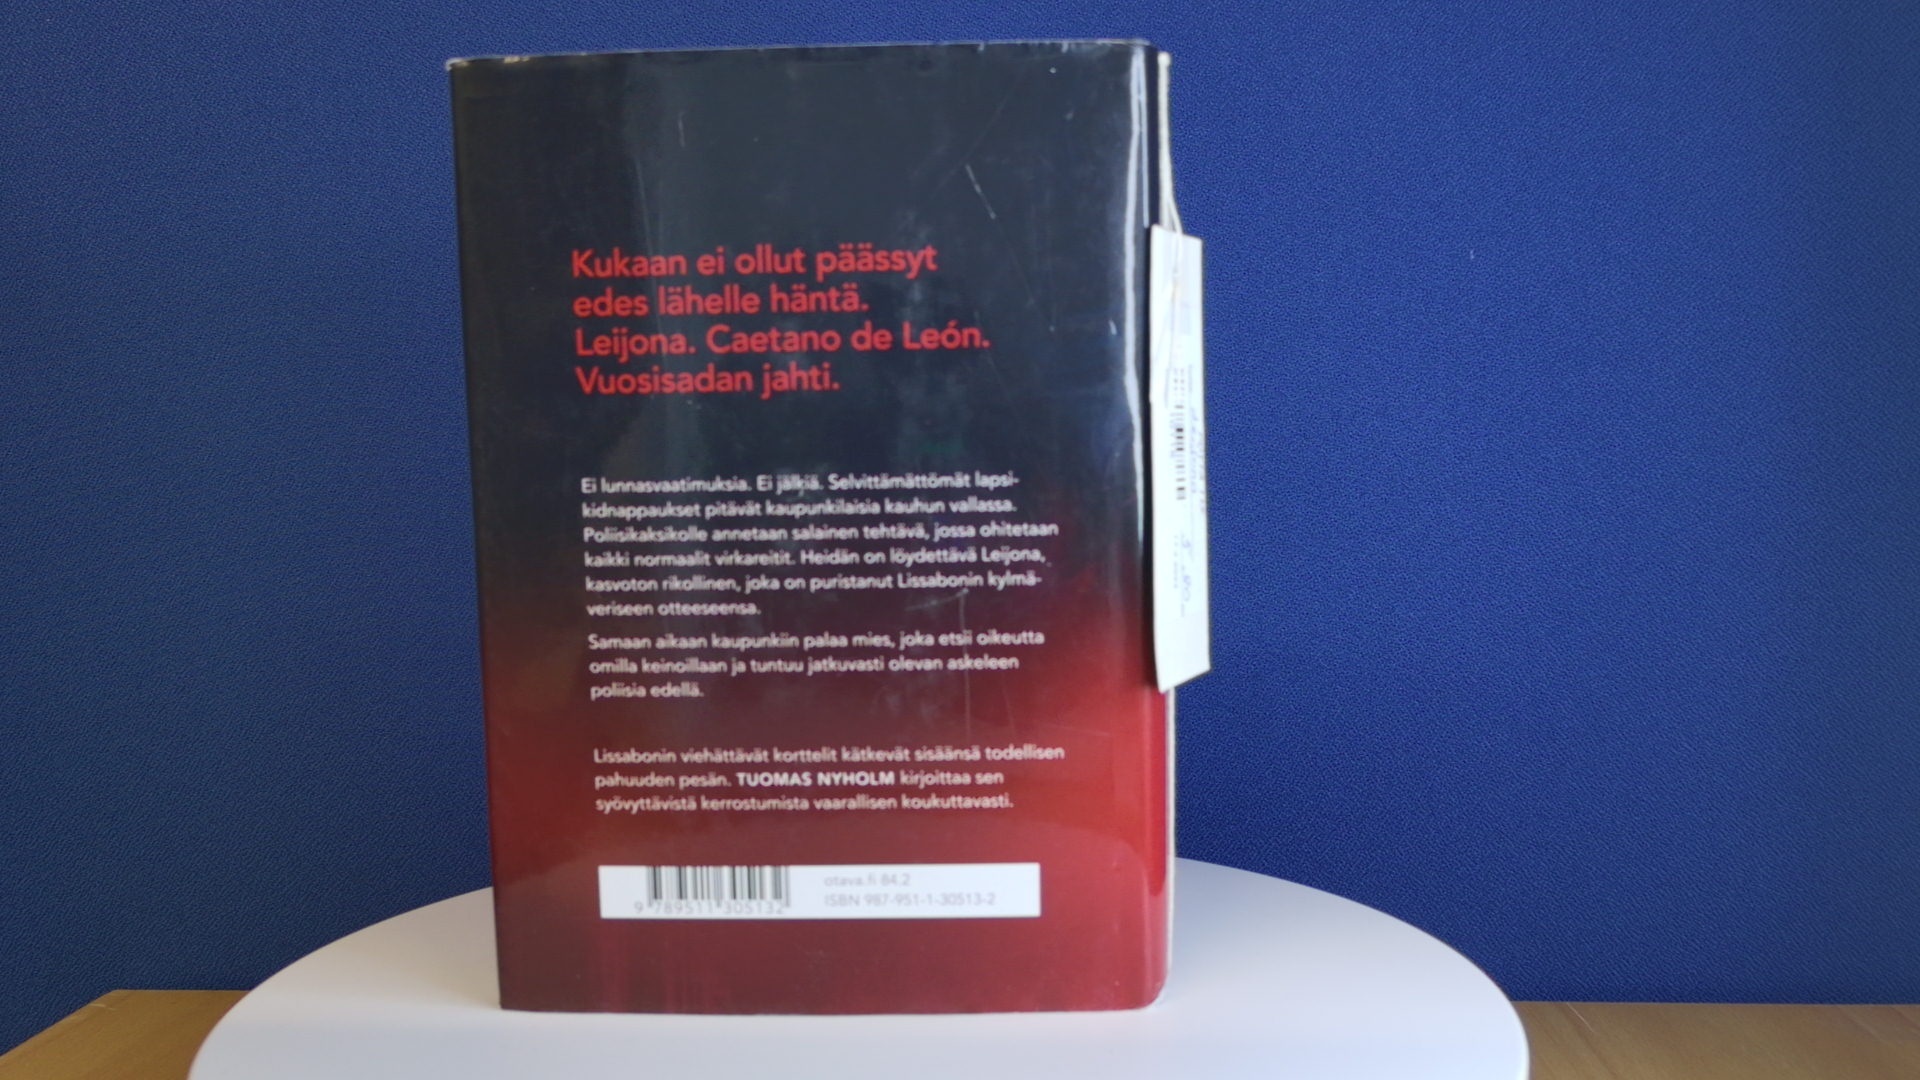 Kukaan ei ollut päässyt
edes lähelle häntä.
Leijona. Caetano de León.
Vuosisadan jahti.
Ei lunnasvaatimuksia. Ei jälkiä. Selvittämättömät lapsi-
kidnappaukset pitävät kaupunkilaisia kauhun vallassa.
Poliisikaksikolle annetaan salainen tehtävä, jossa ohitetaan
kaikki normaalit virkareitit. Heidän on löydettävä Leijona,
kasvoton rikollinen, joka on puristanut Lissabonin kylmä-
veriseen otteeseensa.
Samaan aikaan kaupunkiin palaa mies, joka etsii oikeutta
omilla keinoillaan ja tuntuu jatkuvasti olevan askeleen
poliisia edellä.
Lissabonin viehättävät korttelit kätkevät sisäänsä todellisen
pahuuden pesän. TUOMAS NYHOLM kirjoittaa sen
syövyttävistä kerrostumista vaarallisen koukuttavasti.
otava.fi 84.2
ISBN 987-951-1-30513-2
9 789511 305132